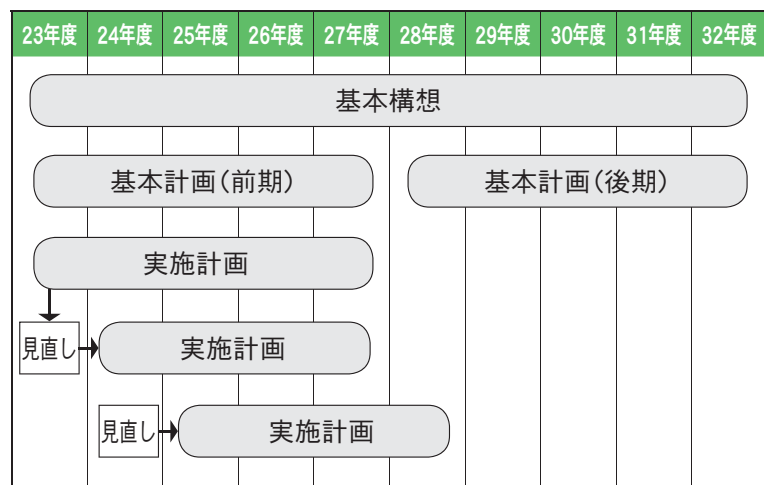 23年度 24年度 25年度 26年度 27年度 28年度 29年度 30年度 31年度 32年度
基本構想
基本計画(前期) 基本計画(後期)
実施計画
見直し 実施計画
見直し 実施計画